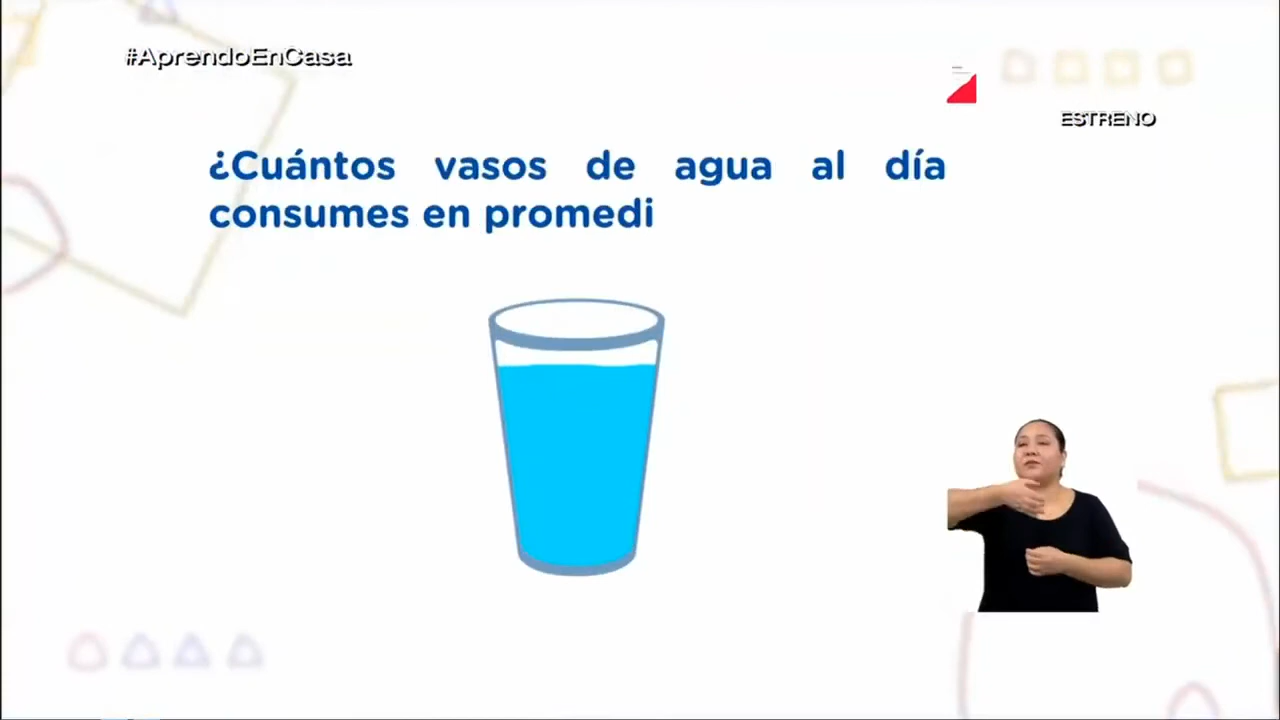 #AprendoEnCasa
ESTRENO
¿Cuántos vasos de agua al día
consumes en promedi